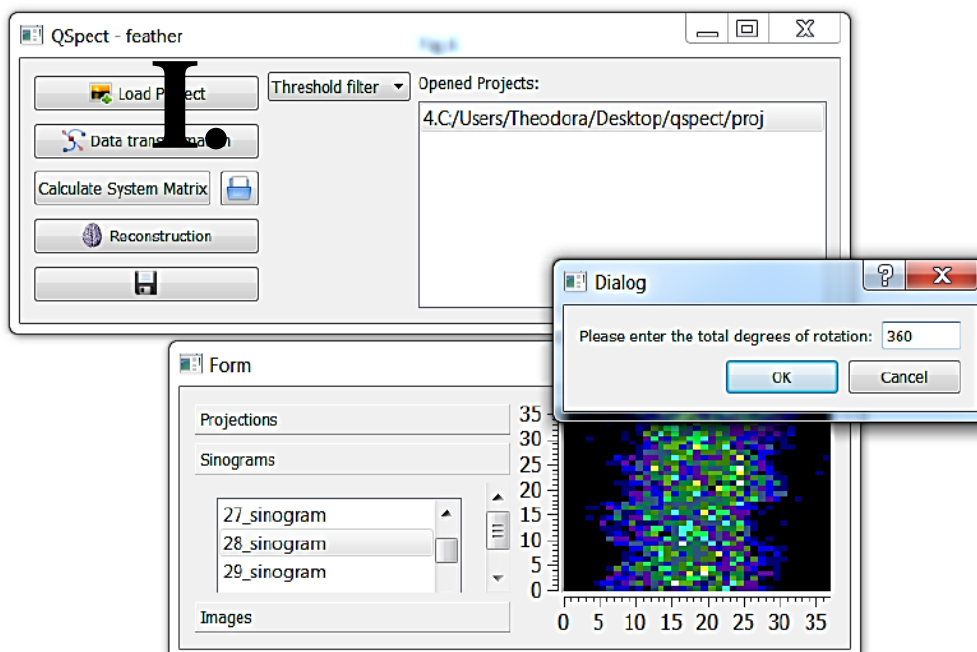 QSpect - feather
Fig.6
I.
Load Project
Threshold filter
Opened Projects:
4.C:/Users/Theodora/Desktop/qspect/proj
Data transformation
Calculate System Matrix
Reconstruction
Dialog
Please enter the total degrees of rotation: 360
OK Cancel
Form
Projections
Sinograms
27_sinogram
28_sinogram
29_sinogram
Images
35
30
25
20
15
10
5
0
0 5 10 15 20 25 30 35